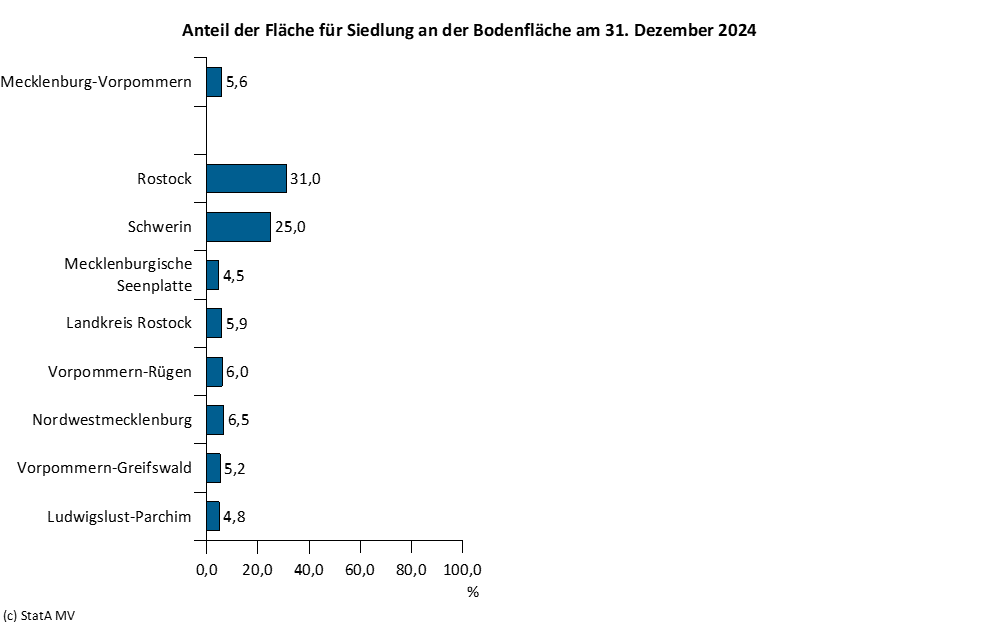 Anteil der Fläche für Siedlung an der Bodenfläche am 31. Dezember 2024
Mecklenburg-Vorpommern 5,6
Rostock 31,0
Schwerin 25,0
Mecklenburgische
Seenplatte 4,5
Landkreis Rostock 5,9
Vorpommern-Rügen 6,0
Nordwestmecklenburg 6,5
Vorpommern-Greifswald 5,2
Ludwigslust-Parchim 4,8
0,0 20,0 40,0 60,0 80,0 100,0
%
(c) StatA MV